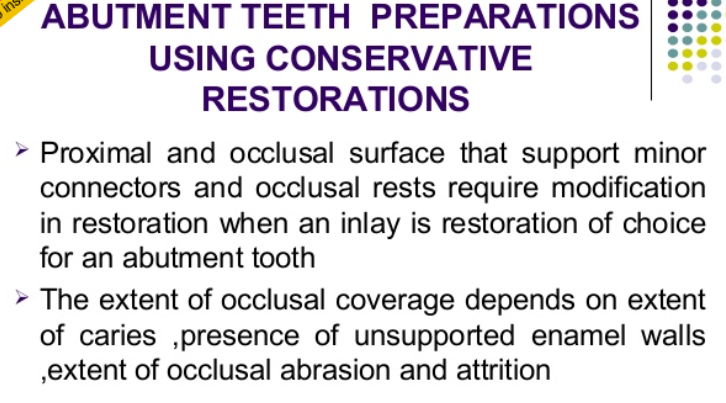 ABUTMENT TEETH PREPARATIONS
USING CONSERVATIVE
RESTORATIONS
Proximal and occlusal surface that support minor
connectors and occlusal rests require modification
in restoration when an inlay is restoration of choice
for an abutment tooth
The extent of occlusal coverage depends on extent
of caries ,presence of unsupported enamel walls
,extent of occlusal abrasion and attrition